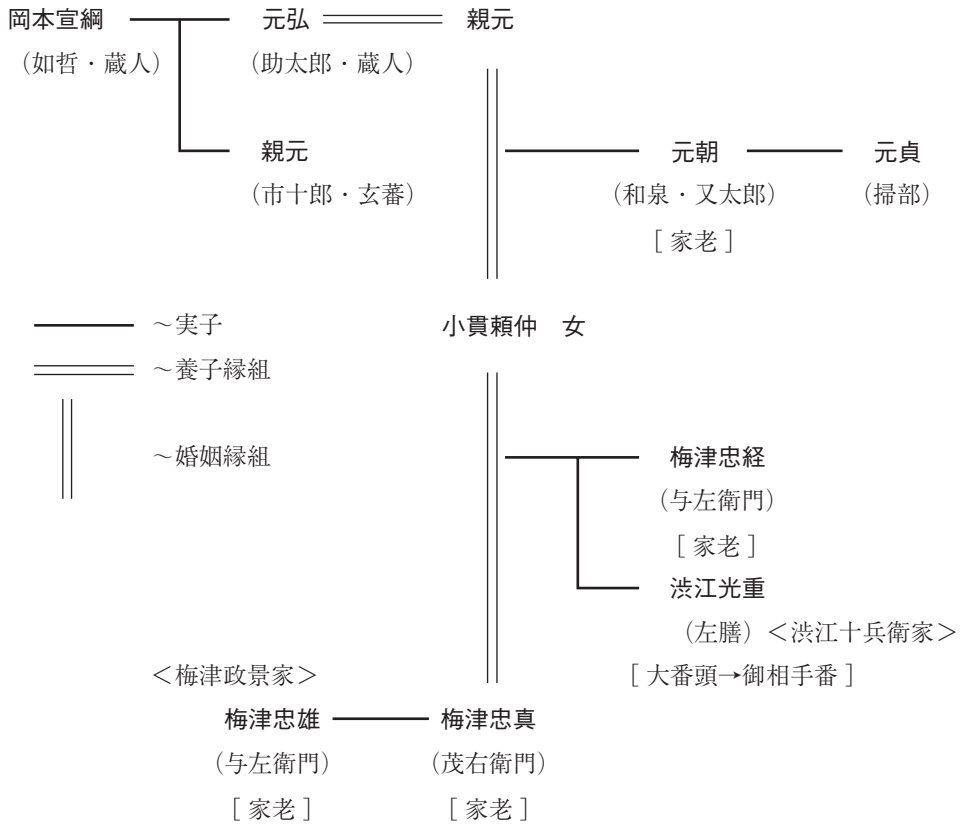 岡本宣綱 元弘 親元
（如哲・蔵人） （助太郎・蔵人）
親元 元朝 元貞
（市十郎・玄蕃） （和泉・又太郎） （掃部）
［家老］
～実子 小貫頼仲　女
～養子縁組
～婚姻縁組 梅津忠経
（与左衛門）
［家老］
渋江光重
（左膳）＜渋江十兵衛家＞
＜梅津政景家＞ ［大番頭→御相手番］
梅津忠雄 梅津忠真
（与左衛門） （茂右衛門）
［家老］ ［家老］